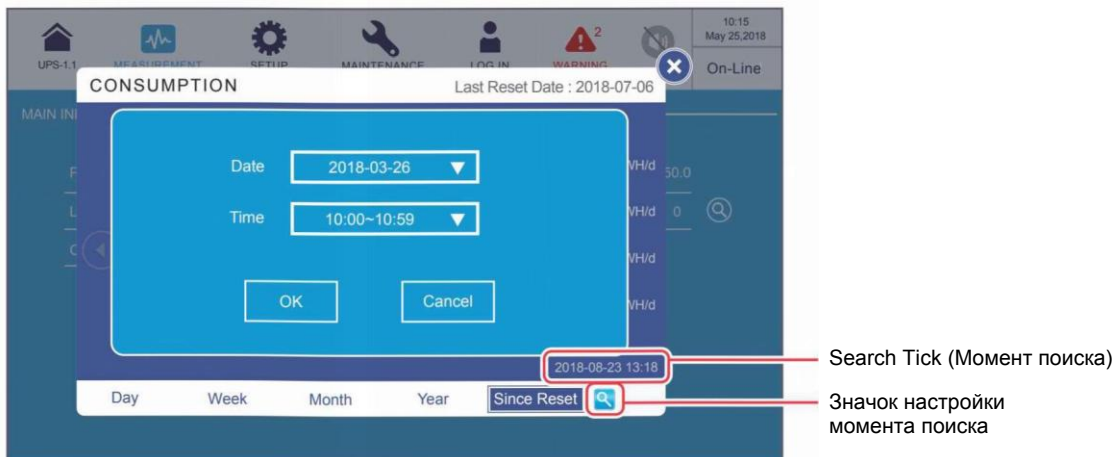 10:15
2
May 25,2018
UPS-1.1 MEASUREMENT SETUP MAINTENANCE LOG IN WARNING
On-Line
CONSUMPTION
Last Reset Date : 2018-07-06
MAIN IN
Date 2018-03-26 ▼
WH/d
Time 10:00~10:59 ▼
WH/d 0
WH/d
OK Cancel
WH/d
2018-08-23 13:18
Search Tick (Момент поиска)
Day Week Month Year Since Reset
Значок настройки
момента поиска